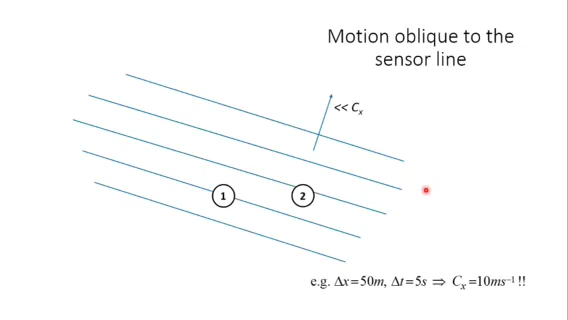 Motion oblique to the
sensor line
<< Cx
1
2
e.g. Δx=50m, Δt=5s ⇒ Cx=10ms⁻¹ !!